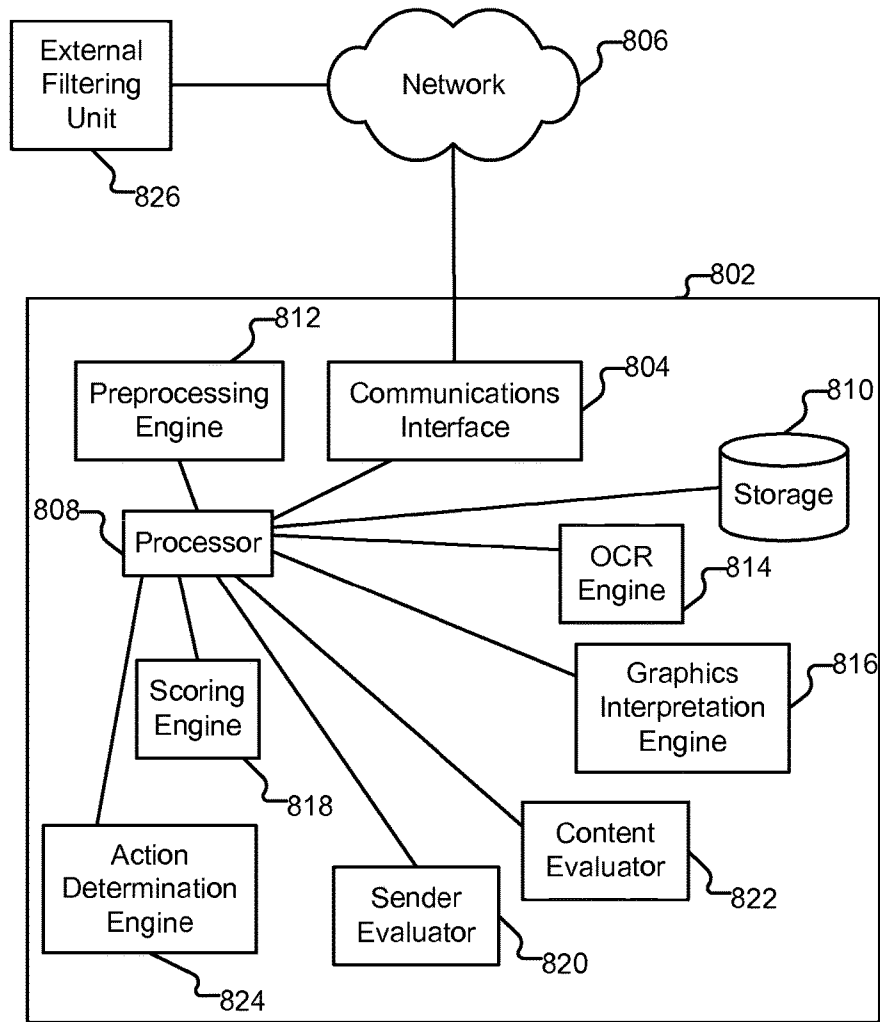 External
Filtering
Unit
826
Network
806
802
812
Preprocessing
Engine
Communications
Interface
804
810
Storage
808
Processor
OCR
Engine
814
Graphics
Interpretation
Engine
816
Scoring
Engine
818
Content
Evaluator
822
Action
Determination
Engine
824
Sender
Evaluator
820